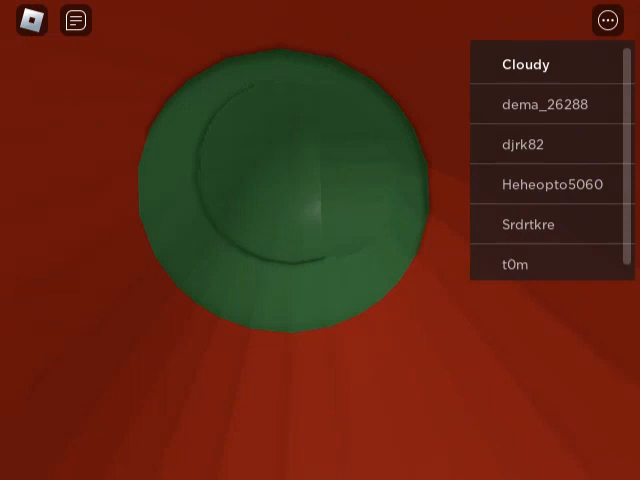 Cloudy
dema_26288
djrk82
Heheopto5060
Srdrtkre
t0m